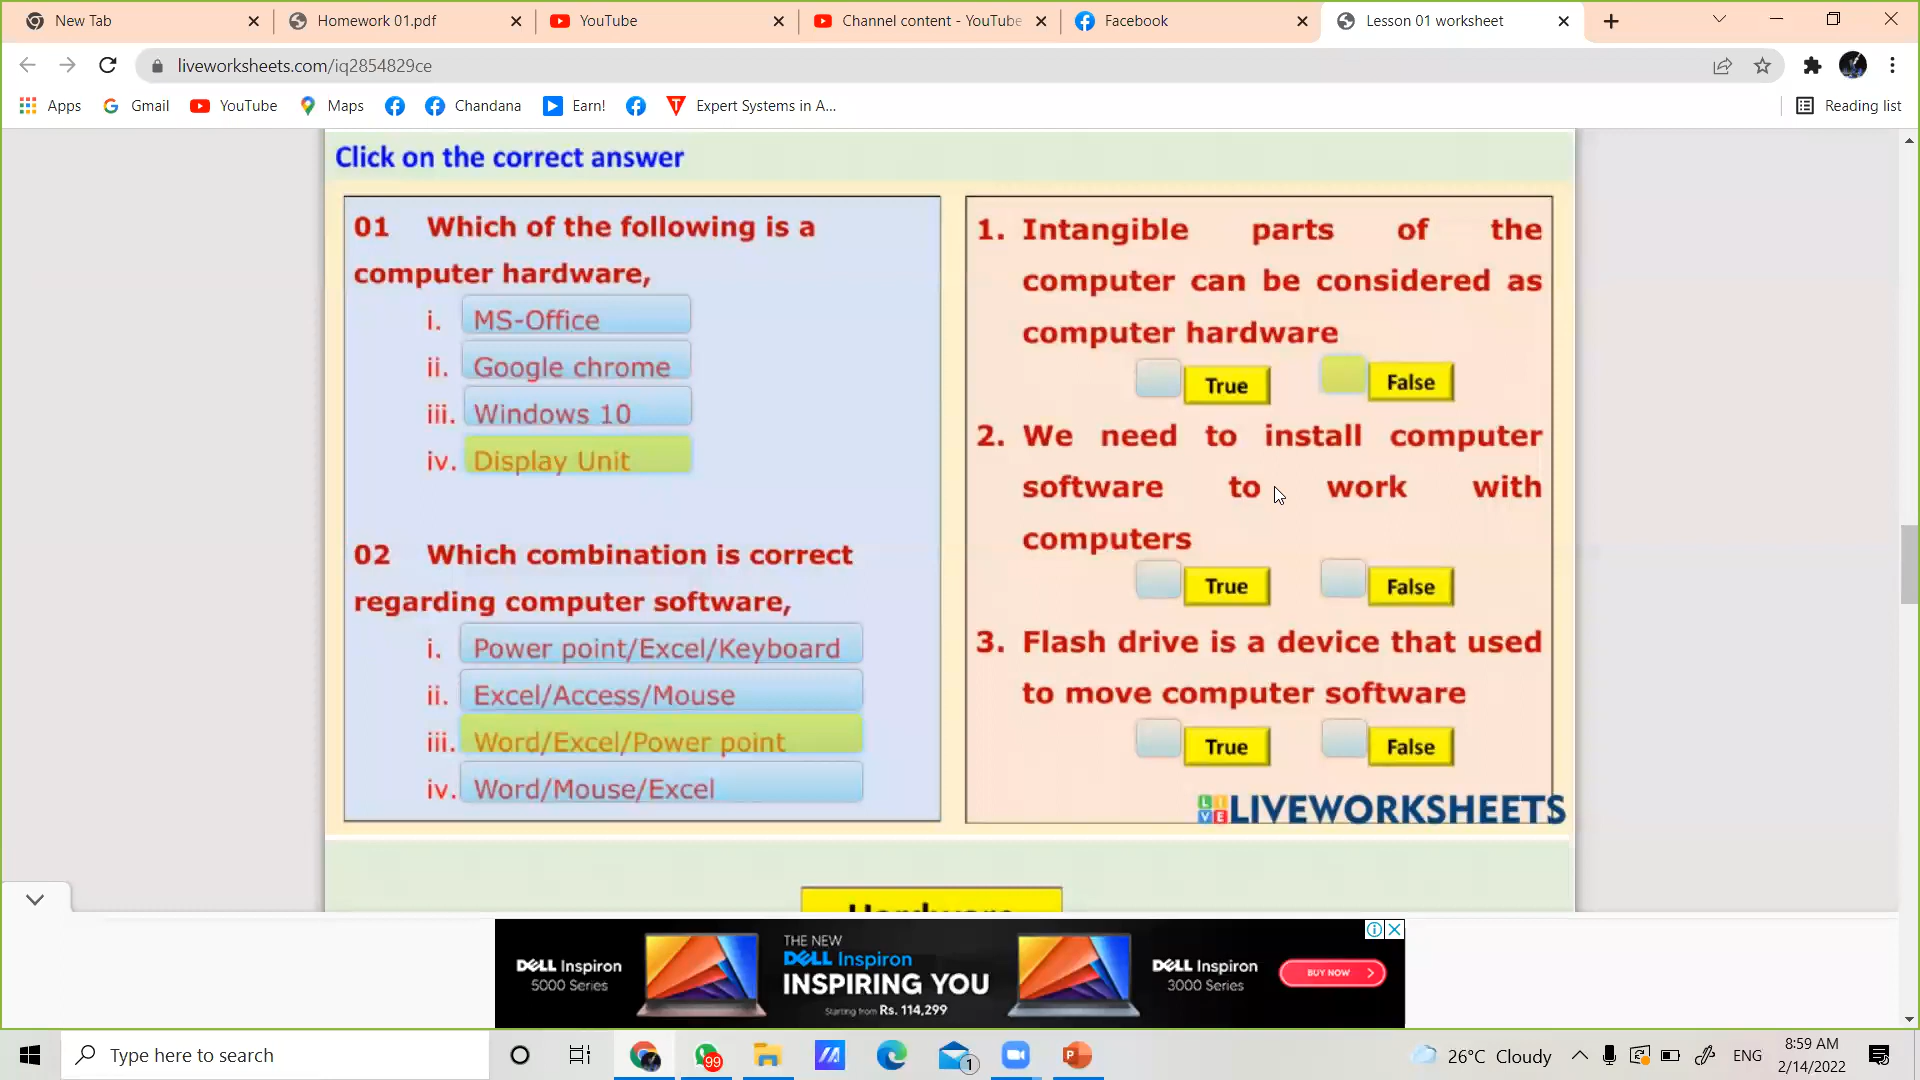 New Tab
Homework 01.pdf
YouTube
Channel content - YouTube
Facebook
Lesson 01 worksheet
liveworksheets.com/iq2854829ce
Apps
Gmail
YouTube
Maps
Chandana
Earn!
Expert Systems in A...
Reading list
Click on the correct answer
01 Which of the following is a
computer hardware,
i. MS-Office
ii. Google chrome
iii. Windows 10
iv. Display Unit
02 Which combination is correct
regarding computer software,
i. Power point/Excel/Keyboard
ii. Excel/Access/Mouse
iii. Word/Excel/Power point
iv. Word/Mouse/Excel
1. Intangible parts of the
computer can be considered as
computer hardware
True False
2. We need to install computer
software to work with
computers
True False
3. Flash drive is a device that used
to move computer software
True False
LIVE LIVEWORKSHEETS
Hardware
DELL Inspiron
5000 Series
THE NEW
DELL Inspiron
INSPIRING YOU
Starting from Rs. 114,299
DELL Inspiron
3000 Series
BUY NOW
Type here to search
99
1
26°C Cloudy
ENG
8:59 AM
2/14/2022